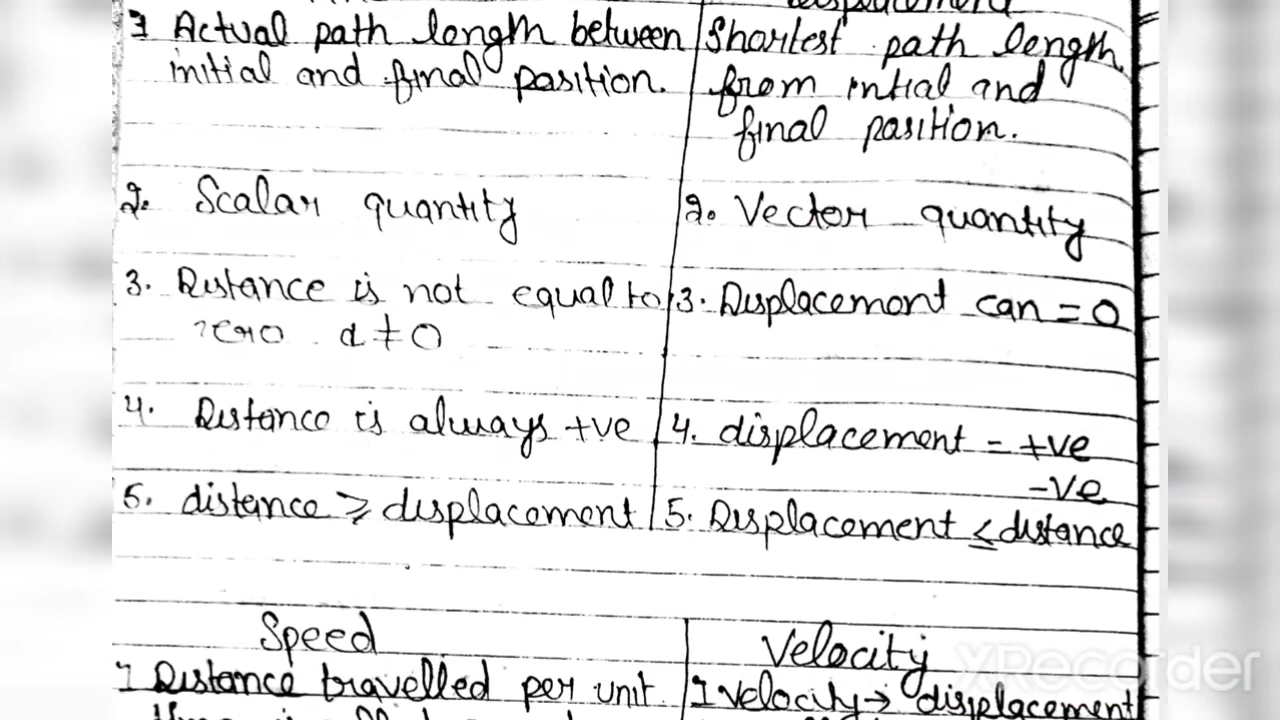 displacement
1 Actual path length between
initial and final position.
Shortest path length
from intial and
final position.
2. Scalar quantity
2. Vector quantity
3. Distance is not equal to
zero d ≠ 0
3. Displacement can = 0
4. Distance is always +ve
4. displacement = +ve
-ve
5. distance ⩾ displacement
5. Displacement ≤ distance
Speed
Velocity
1 Distance travelled per unit
1 velocity → displacement
XRecorder